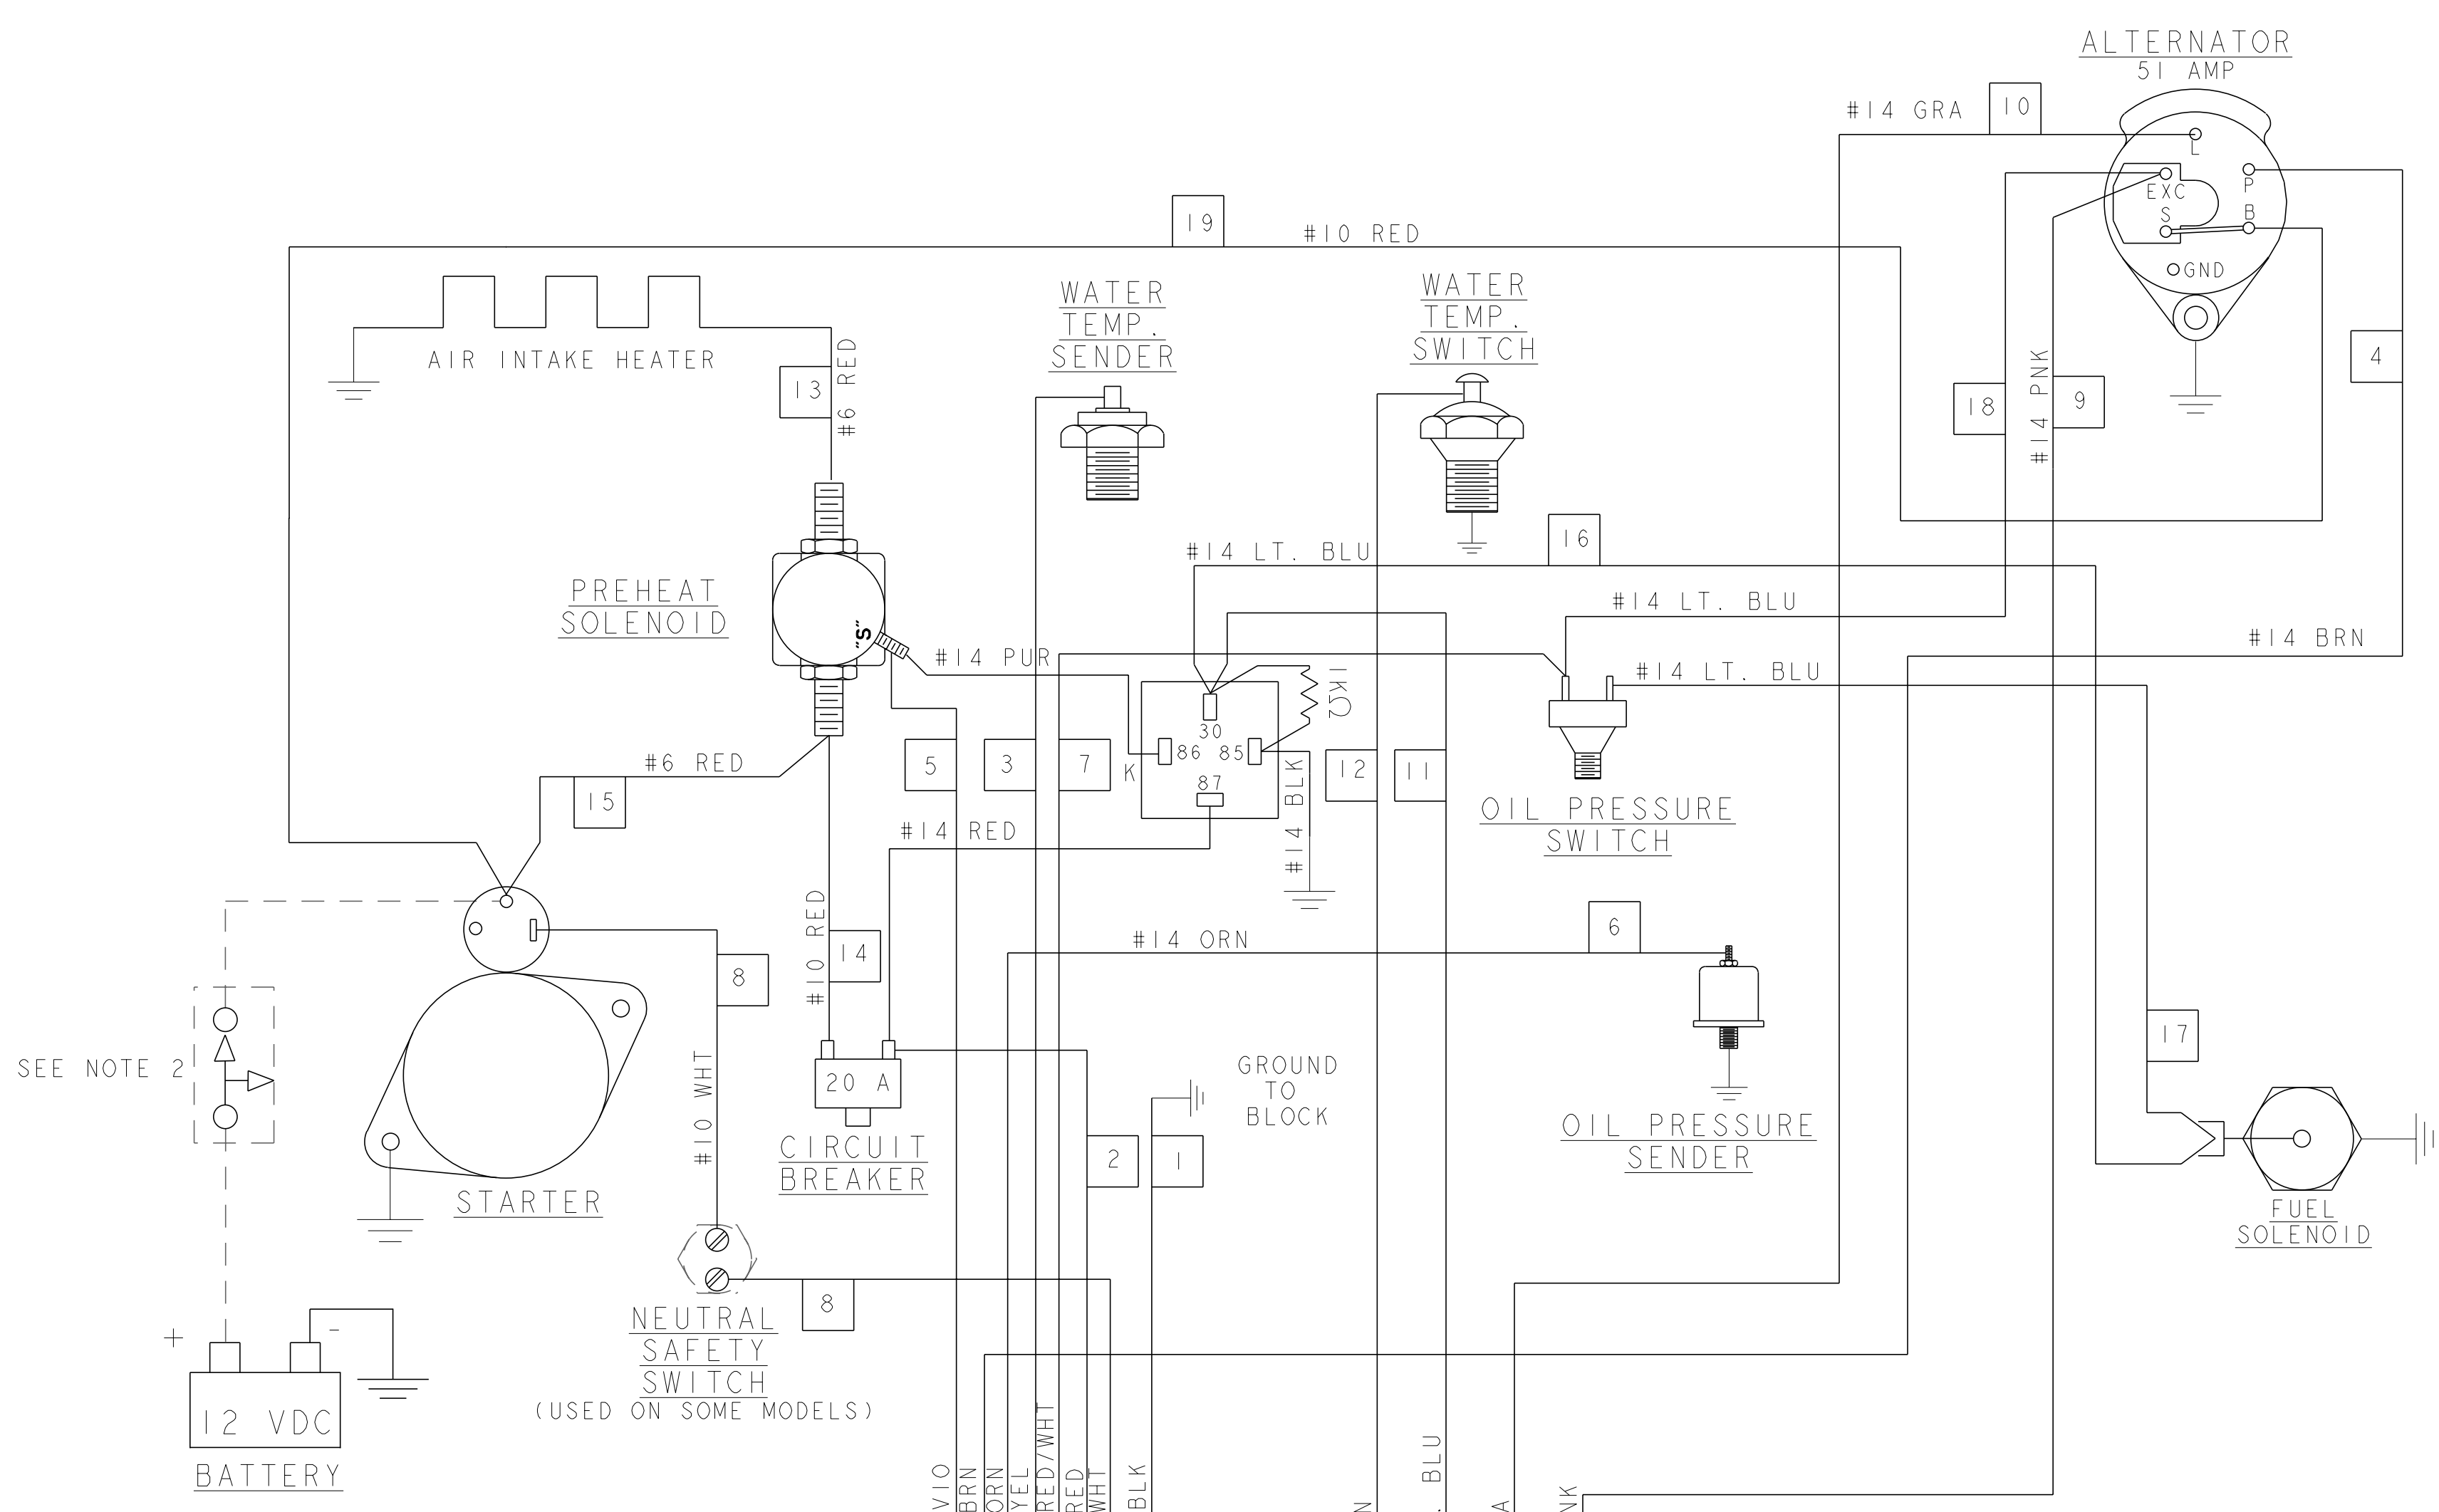 ALTERNATOR
51 AMP
#14 GRA
10
L
EXC
P
S
B
GND
19
#10 RED
WATER
TEMP.
SENDER
WATER
TEMP.
SWITCH
AIR INTAKE HEATER
13
#6 RED
4
18
#14 PNK
9
16
#14 LT. BLU
PREHEAT
SOLENOID
"S"
#14 LT. BLU
#14 BRN
#14 PUR
#14 LT. BLU
1KΩ
30
86
85
87
K
5
3
7
12
11
#6 RED
15
#14 RED
#14 BLK
OIL PRESSURE
SWITCH
#10 RED
14
6
#14 ORN
8
17
SEE NOTE 2
#10 WHT
20 A
GROUND
TO
BLOCK
CIRCUIT
BREAKER
2
1
OIL PRESSURE
SENDER
STARTER
FUEL
SOLENOID
8
NEUTRAL
SAFETY
SWITCH
(USED ON SOME MODELS)
+
-
12 VDC
BATTERY
VIO
BRN
ORN
YEL
RED/WHT
RED
WHT
BLK
N
. BLU
A
NK